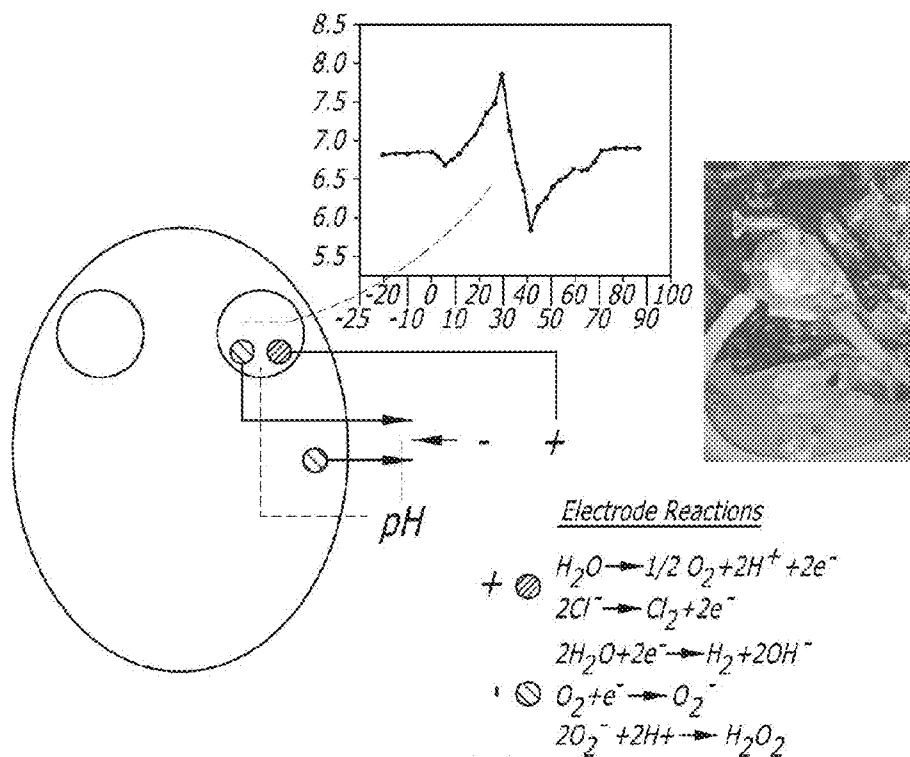 8.5
8.0
7.5
7.0
6.5
6.0
5.5
-20 0 20 40 60 80 100
-25 -10 10 30 50 70 90
- +
pH
Electrode Reactions
+ H₂O → 1/2 O₂+2H⁺ +2e⁻
2Cl⁻ → Cl₂+2e⁻
2H₂O+2e⁻ → H₂+2OH⁻
- O₂+e⁻ → O₂⁻
2O₂⁻ +2H+ → H₂O₂